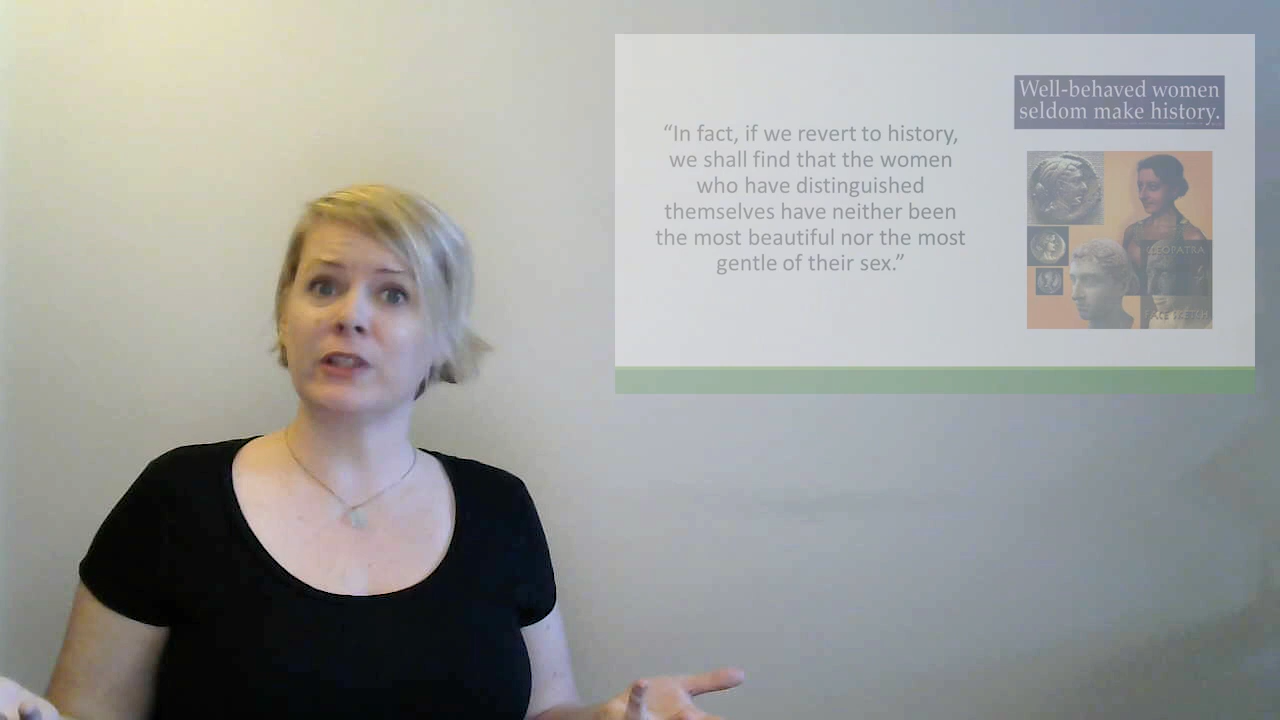 “In fact, if we revert to history,
we shall find that the women
who have distinguished
themselves have neither been
the most beautiful nor the most
gentle of their sex.”
Well-behaved women
seldom make history.
CLEOPATRA